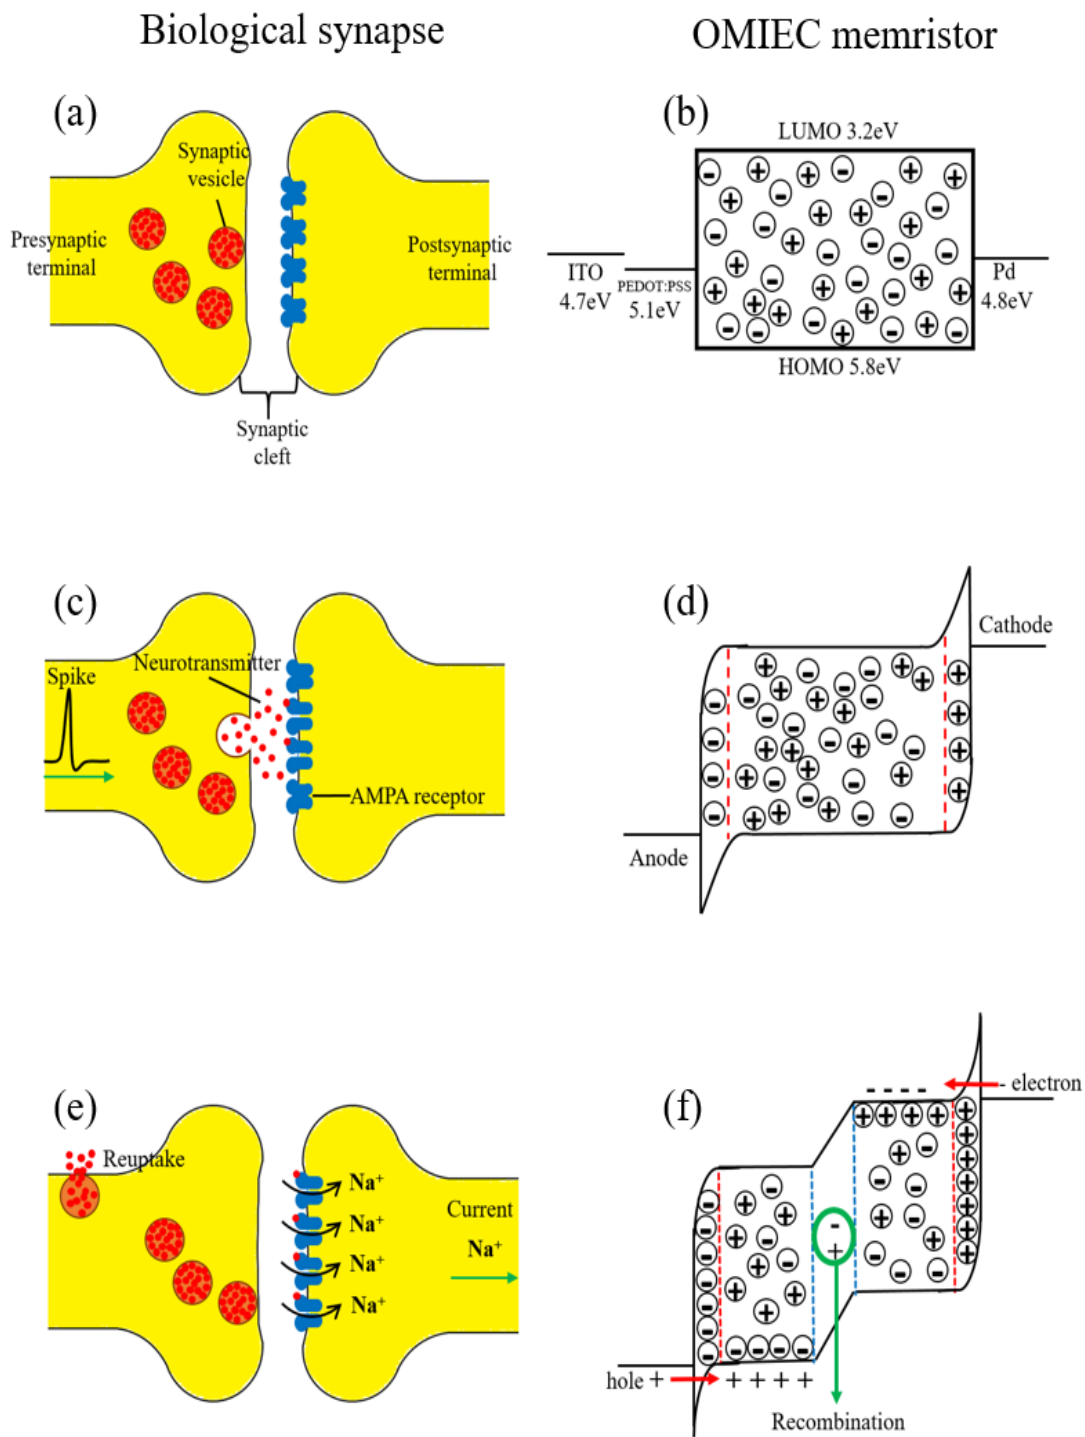 Biological synapse
OMIEC memristor
(a)
Synaptic
vesicle
Presynaptic
terminal
Postsynaptic
terminal
Synaptic
cleft
(b)
LUMO 3.2eV
ITO
4.7eV
PEDOT:PSS
5.1eV
Pd
4.8eV
HOMO 5.8eV
(c)
Neurotransmitter
Spike
AMPA receptor
(d)
Cathode
Anode
(e)
Reuptake
Na⁺
Na⁺
Na⁺
Na⁺
Current
Na⁺
(f)
- - - -
- electron
-
+
hole +
+ + + +
Recombination